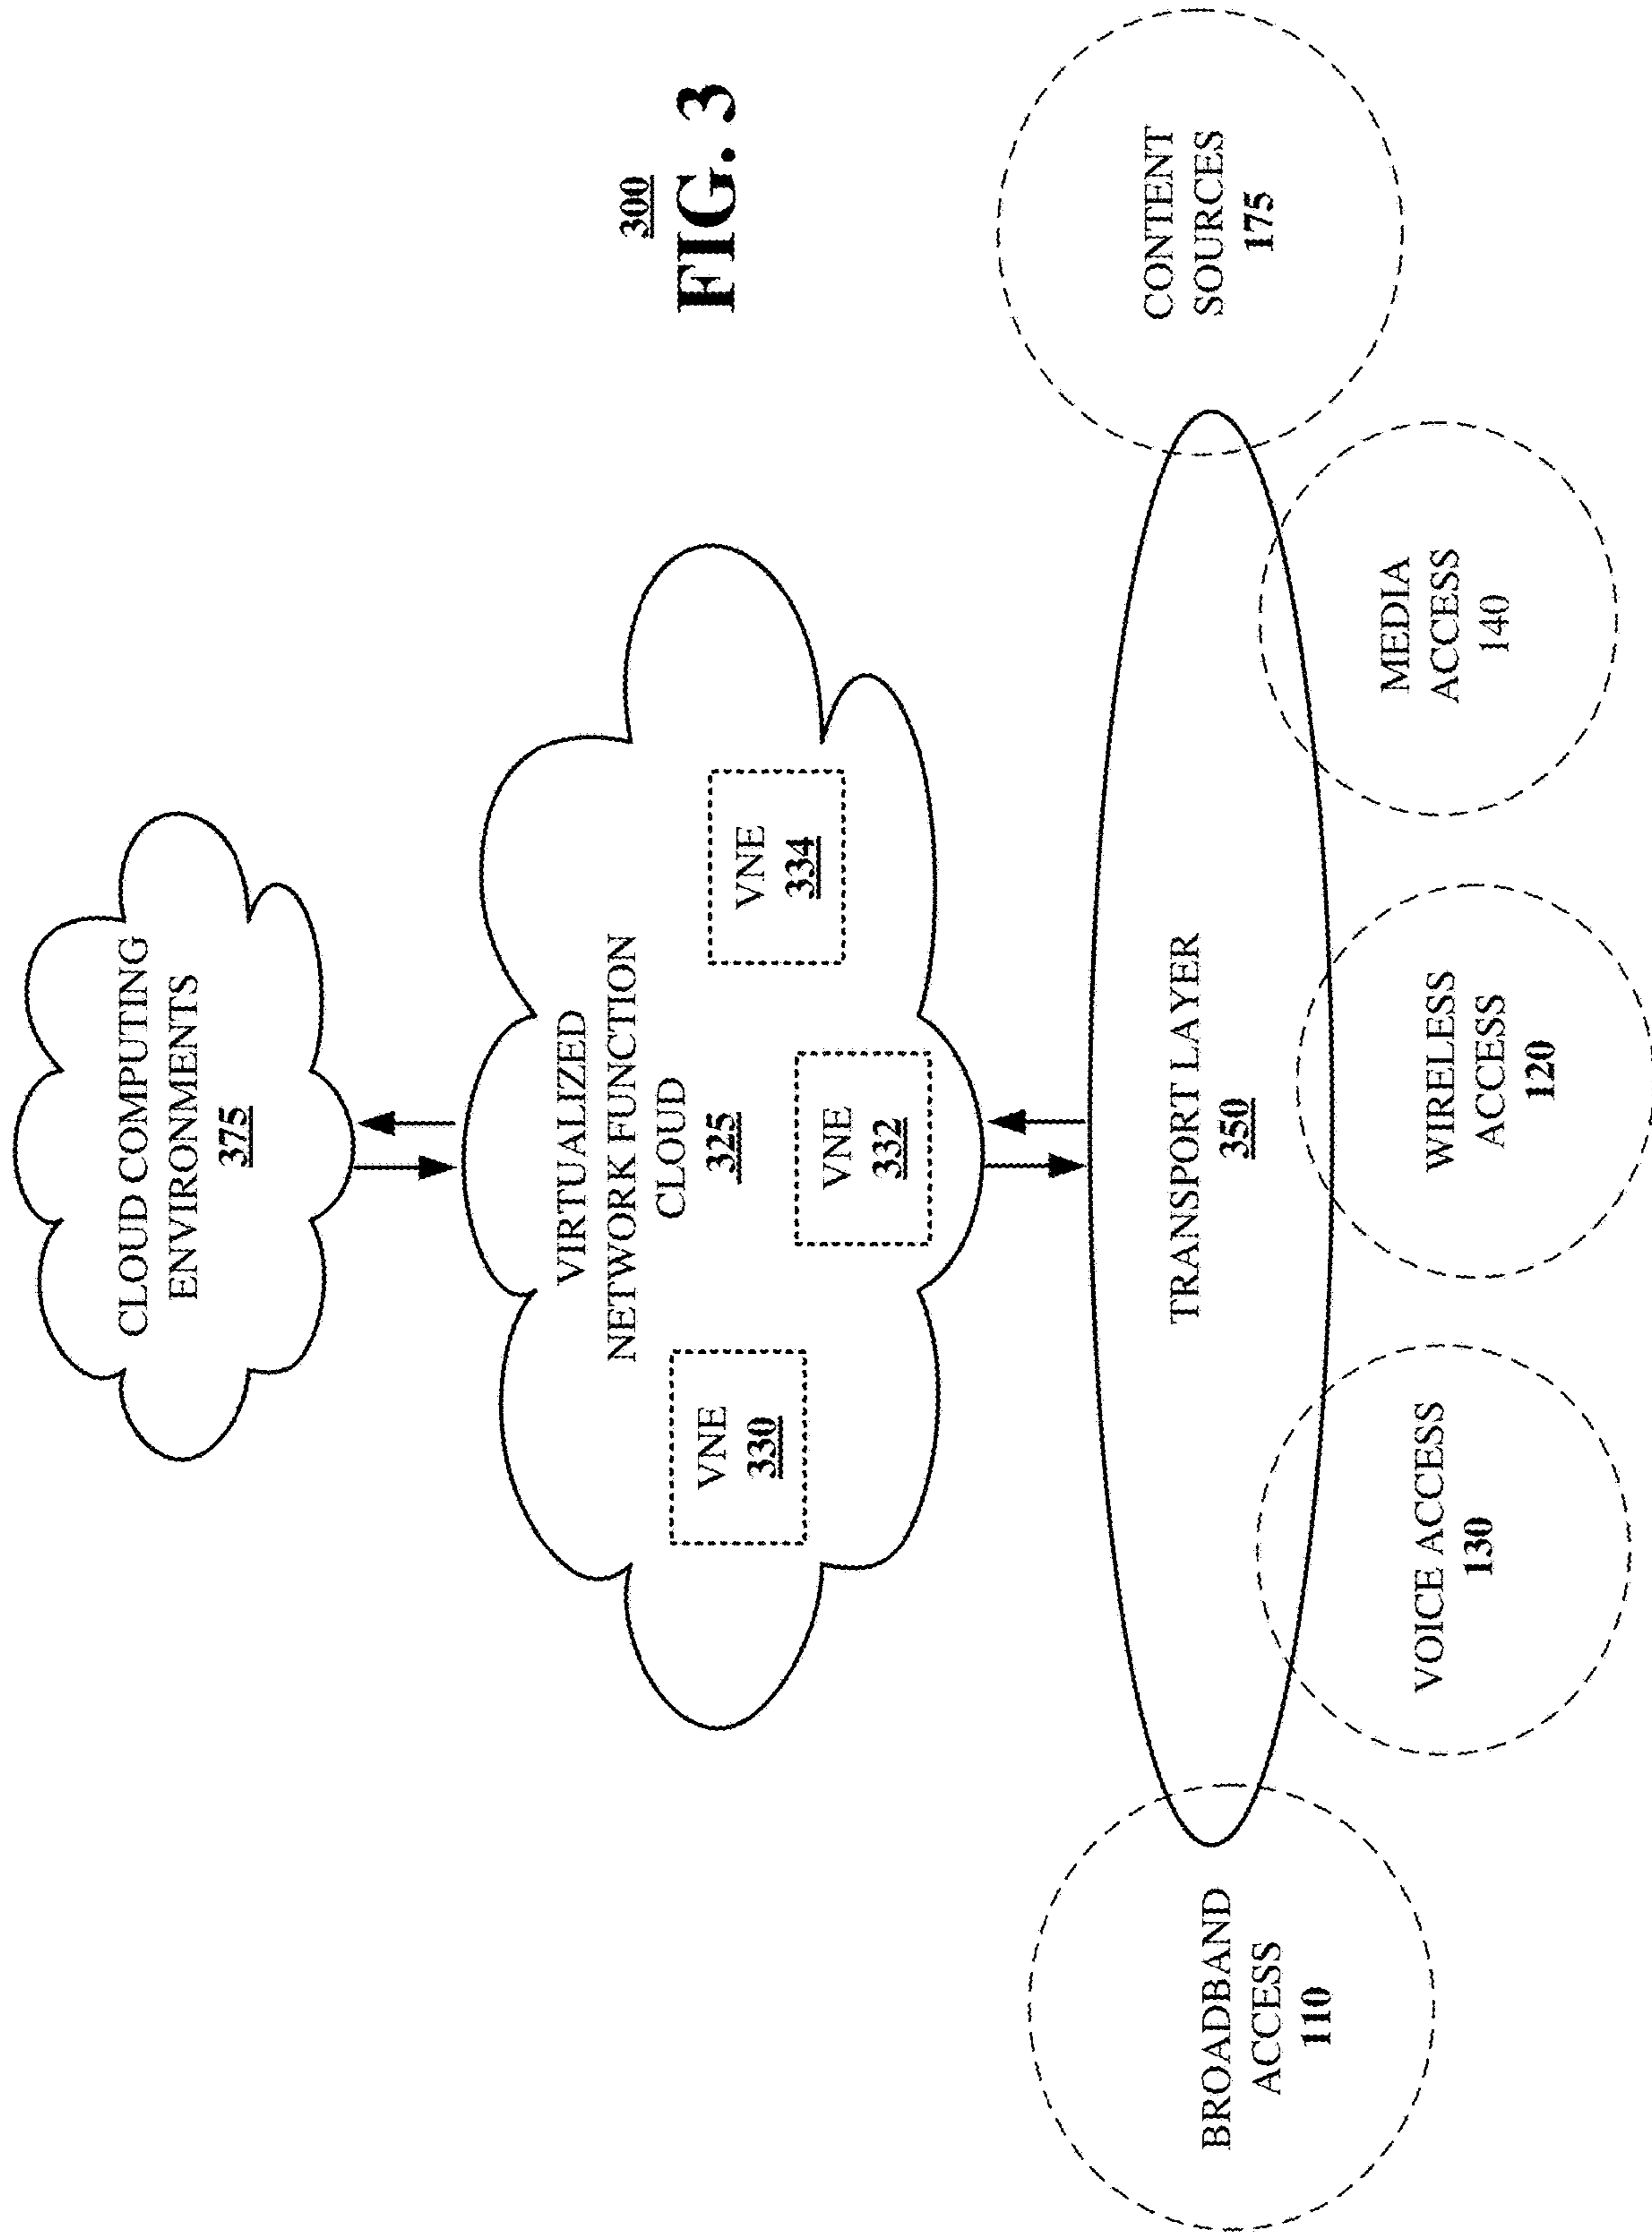 CLOUD COMPUTING
ENVIRONMENTS
375
VIRTUALIZED
NETWORK FUNCTION
CLOUD
325
VNE
330
VNE
332
VNE
334
300
FIG. 3
TRANSPORT LAYER
350
BROADBAND
ACCESS
110
VOICE ACCESS
130
WIRELESS
ACCESS
120
MEDIA
ACCESS
140
CONTENT
SOURCES
175